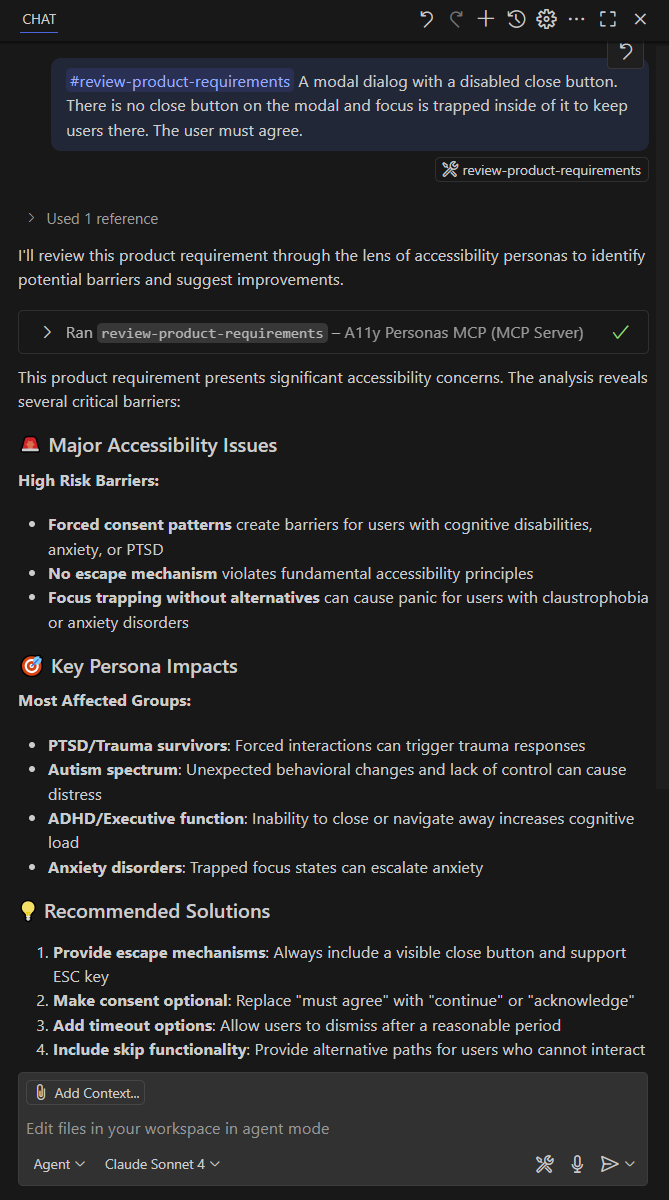 CHAT
#review-product-requirements A modal dialog with a disabled close button.
There is no close button on the modal and focus is trapped inside of it to keep
users there. The user must agree.
review-product-requirements
Used 1 reference
I'll review this product requirement through the lens of accessibility personas to identify
potential barriers and suggest improvements.
Ran review-product-requirements – A11y Personas MCP (MCP Server)
This product requirement presents significant accessibility concerns. The analysis reveals
several critical barriers:
🚨 Major Accessibility Issues
High Risk Barriers:
• Forced consent patterns create barriers for users with cognitive disabilities,
anxiety, or PTSD
• No escape mechanism violates fundamental accessibility principles
• Focus trapping without alternatives can cause panic for users with claustrophobia
or anxiety disorders
🎯 Key Persona Impacts
Most Affected Groups:
• PTSD/Trauma survivors: Forced interactions can trigger trauma responses
• Autism spectrum: Unexpected behavioral changes and lack of control can cause
distress
• ADHD/Executive function: Inability to close or navigate away increases cognitive
load
• Anxiety disorders: Trapped focus states can escalate anxiety
💡 Recommended Solutions
1. Provide escape mechanisms: Always include a visible close button and support
ESC key
2. Make consent optional: Replace "must agree" with "continue" or "acknowledge"
3. Add timeout options: Allow users to dismiss after a reasonable period
4. Include skip functionality: Provide alternative paths for users who cannot interact
Add Context...
Edit files in your workspace in agent mode
Agent Claude Sonnet 4